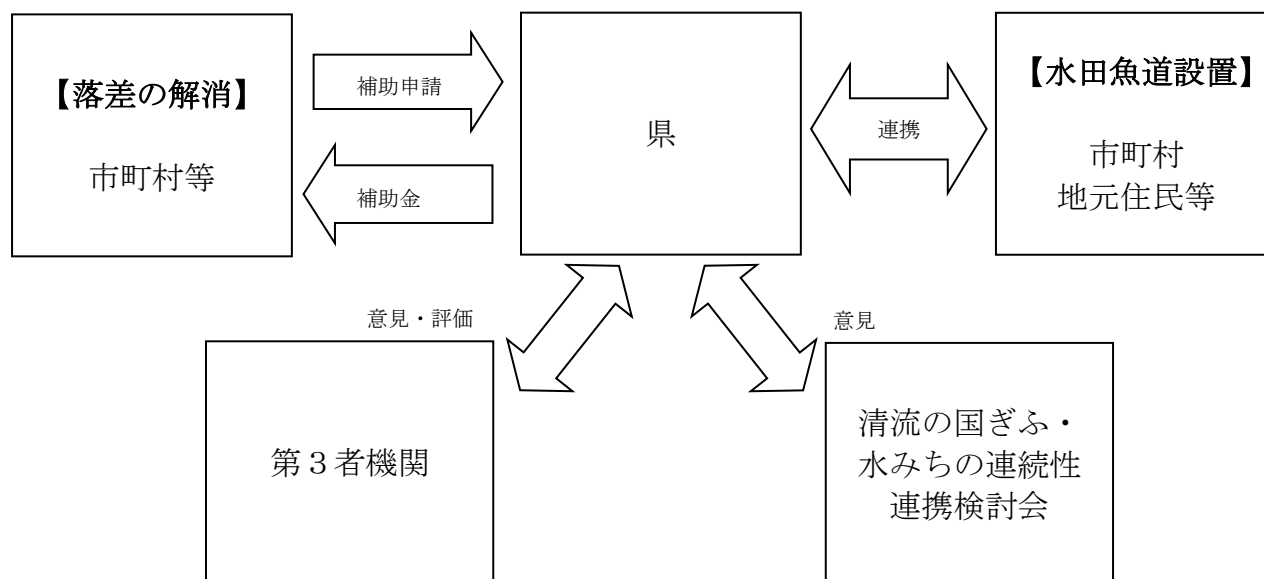 【落差の解消】
市町村等
補助申請
補助金
県
連携
【水田魚道設置】
市町村
地元住民等
意見・評価
意見
第３者機関
清流の国ぎふ・
水みちの連続性
連携検討会